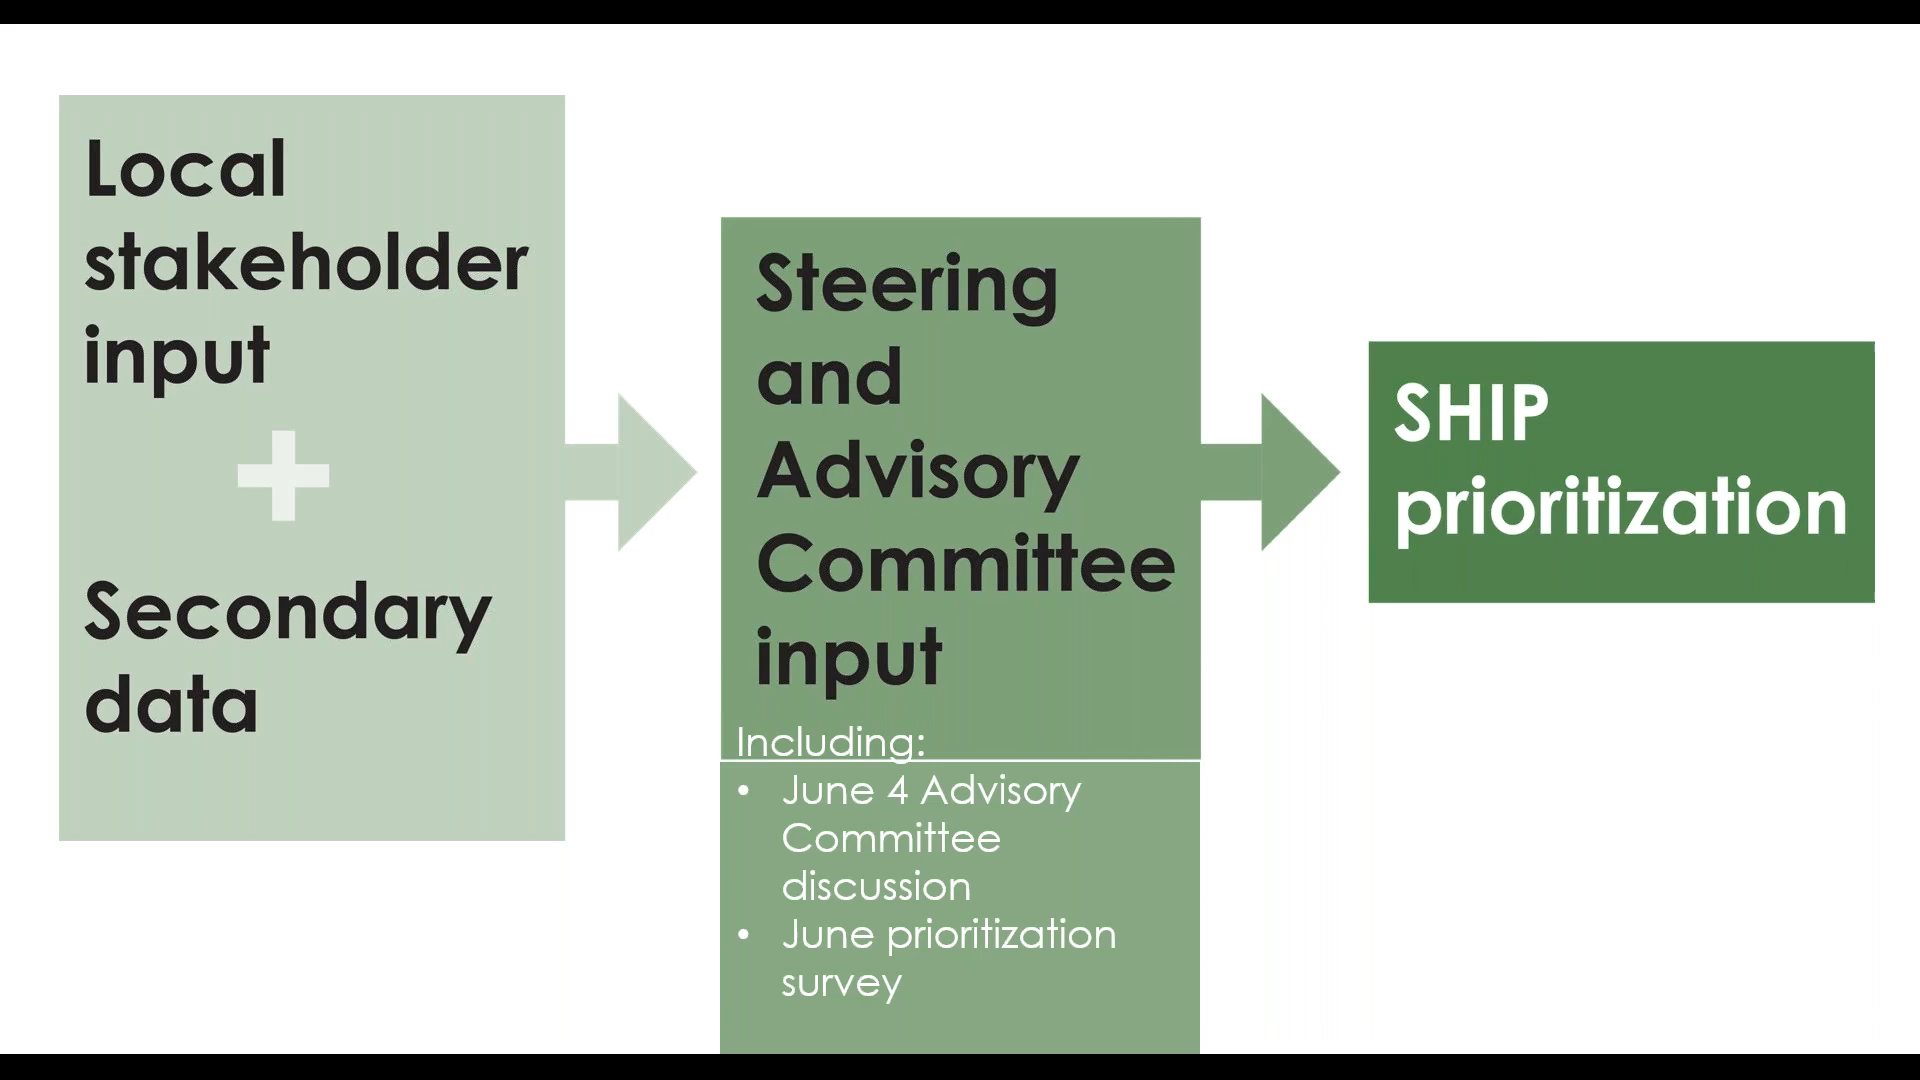 Local
stakeholder
input
+
Secondary
data
Steering
and
Advisory
Committee
input
Including:
• June 4 Advisory
Committee
discussion
• June prioritization
survey
SHIP
prioritization